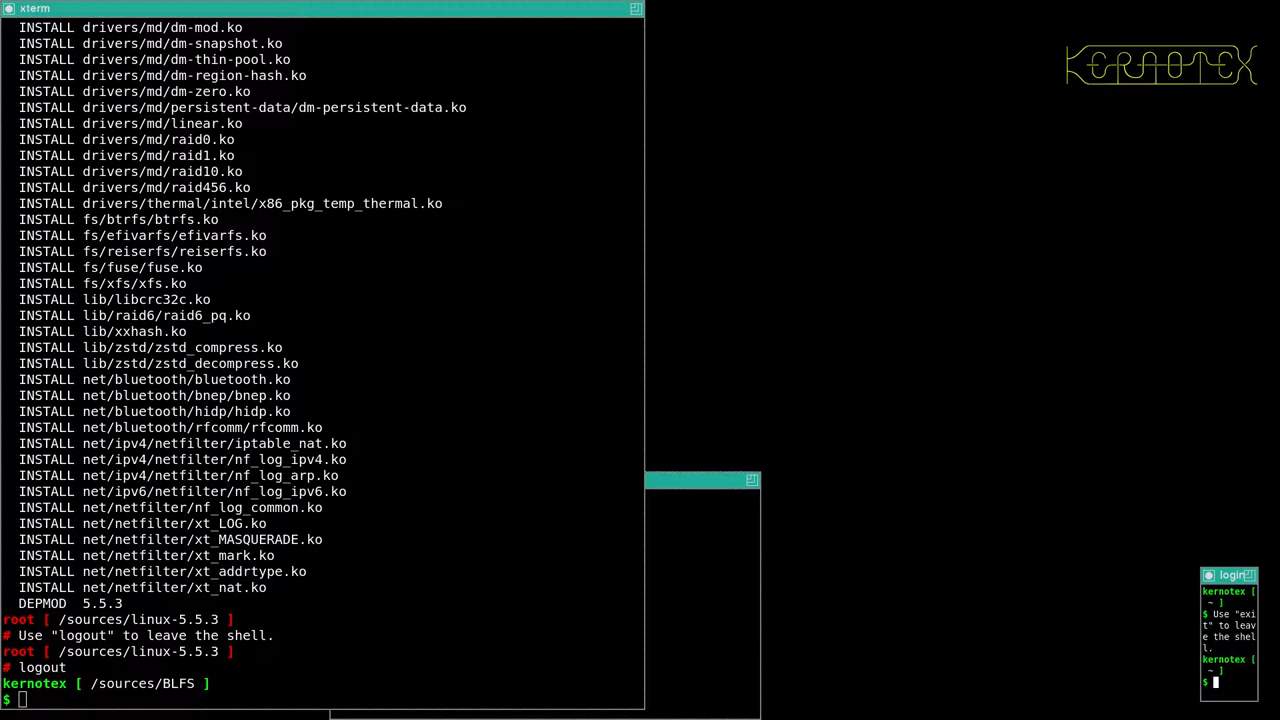 xterm
INSTALL drivers/md/dm-mod.ko
INSTALL drivers/md/dm-snapshot.ko
INSTALL drivers/md/dm-thin-pool.ko
INSTALL drivers/md/dm-region-hash.ko
INSTALL drivers/md/dm-zero.ko
INSTALL drivers/md/persistent-data/dm-persistent-data.ko
INSTALL drivers/md/linear.ko
INSTALL drivers/md/raid0.ko
INSTALL drivers/md/raid1.ko
INSTALL drivers/md/raid10.ko
INSTALL drivers/md/raid456.ko
INSTALL drivers/thermal/intel/x86_pkg_temp_thermal.ko
INSTALL fs/btrfs/btrfs.ko
INSTALL fs/efivarfs/efivarfs.ko
INSTALL fs/reiserfs/reiserfs.ko
INSTALL fs/fuse/fuse.ko
INSTALL fs/xfs/xfs.ko
INSTALL lib/libcrc32c.ko
INSTALL lib/raid6/raid6_pq.ko
INSTALL lib/xxhash.ko
INSTALL lib/zstd/zstd_compress.ko
INSTALL lib/zstd/zstd_decompress.ko
INSTALL net/bluetooth/bluetooth.ko
INSTALL net/bluetooth/bnep/bnep.ko
INSTALL net/bluetooth/hidp/hidp.ko
INSTALL net/bluetooth/rfcomm/rfcomm.ko
INSTALL net/ipv4/netfilter/iptable_nat.ko
INSTALL net/ipv4/netfilter/nf_log_ipv4.ko
INSTALL net/ipv4/netfilter/nf_log_arp.ko
INSTALL net/ipv6/netfilter/nf_log_ipv6.ko
INSTALL net/netfilter/nf_log_common.ko
INSTALL net/netfilter/xt_LOG.ko
INSTALL net/netfilter/xt_MASQUERADE.ko
INSTALL net/netfilter/xt_mark.ko
INSTALL net/netfilter/xt_addrtype.ko
INSTALL net/netfilter/xt_nat.ko
DEPMOD 5.5.3
root [ /sources/linux-5.5.3 ]
# Use "logout" to leave the shell.
root [ /sources/linux-5.5.3 ]
# logout
kernotex [ /sources/BLFS ]
$
KERNOTEX
login
kernotex [
~ ]
$ Use "exi
t" to leav
e the shel
l.
kernotex [
~ ]
$